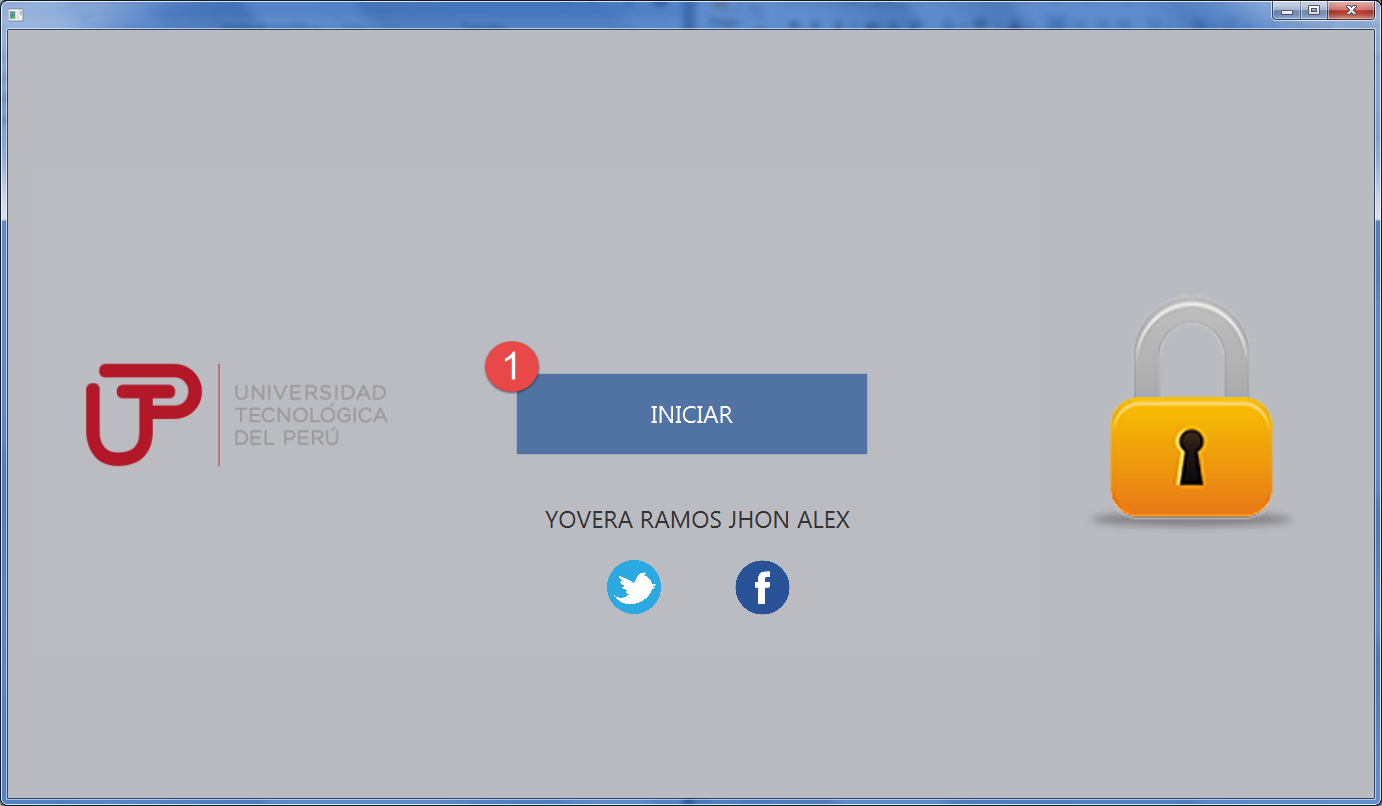 UNIVERSIDAD
TECNOLÓGICA
DEL PERÚ
1
INICIAR
YOVERA RAMOS JHON ALEX